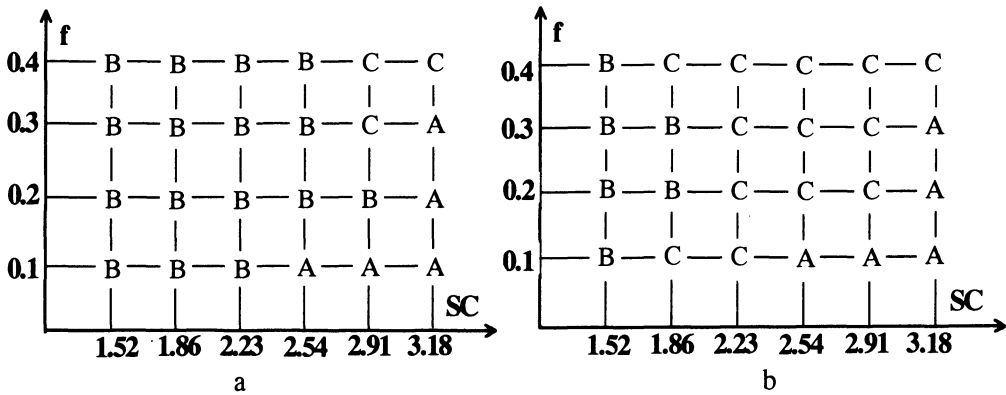 f
0.4 B B B B C C
0.3 B B B B C A
0.2 B B B B B A
0.1 B B B A A A
SC
1.52 1.86 2.23 2.54 2.91 3.18
a
f
0.4 B C C C C C
0.3 B B C C C A
0.2 B B C C C A
0.1 B C C A A A
SC
1.52 1.86 2.23 2.54 2.91 3.18
b